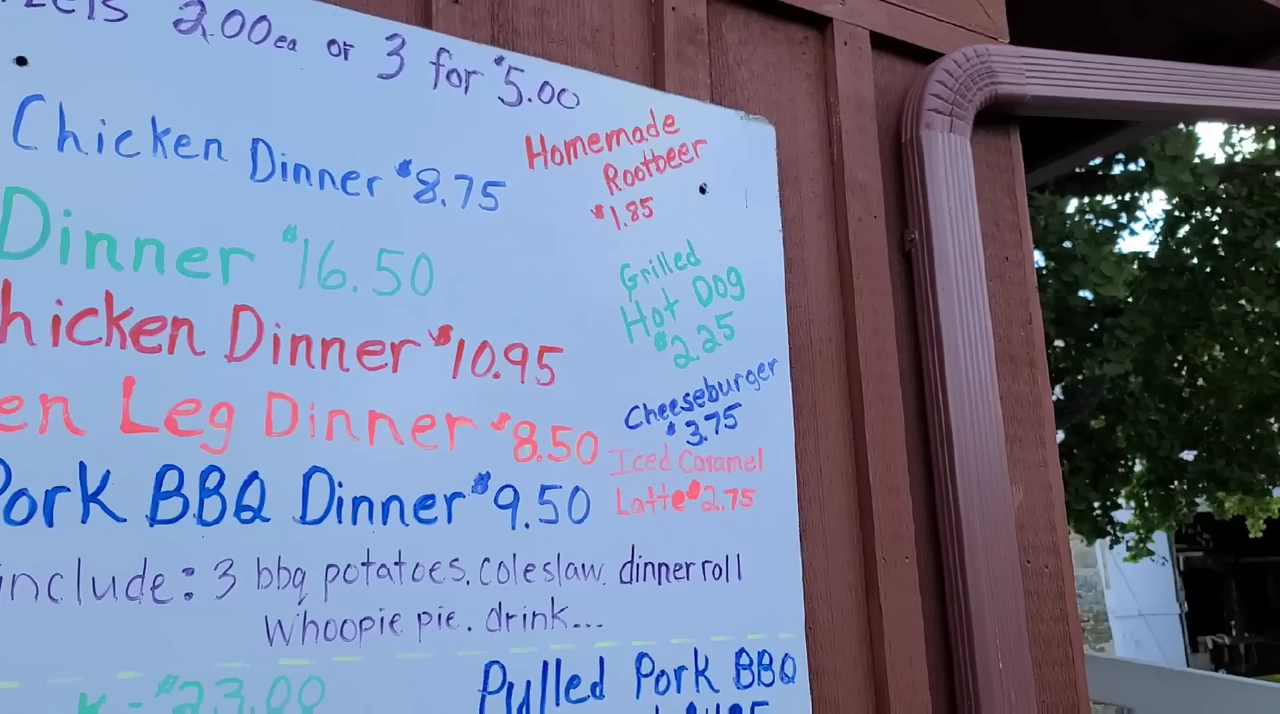 2.00ea or 3 for $5.00
Chicken Dinner $8.75
Dinner $16.50
hicken Dinner $10.95
en Leg Dinner $8.50
Pork BBQ Dinner $9.50
include: 3 bbq potatoes. coleslaw. dinner roll
Whoopie pie. drink...
Homemade
Rootbeer
$1.85
Grilled
Hot Dog
$2.25
Cheeseburger
$3.75
Iced Caramel
Latte $2.75
$23.00
Pulled Pork BBQ